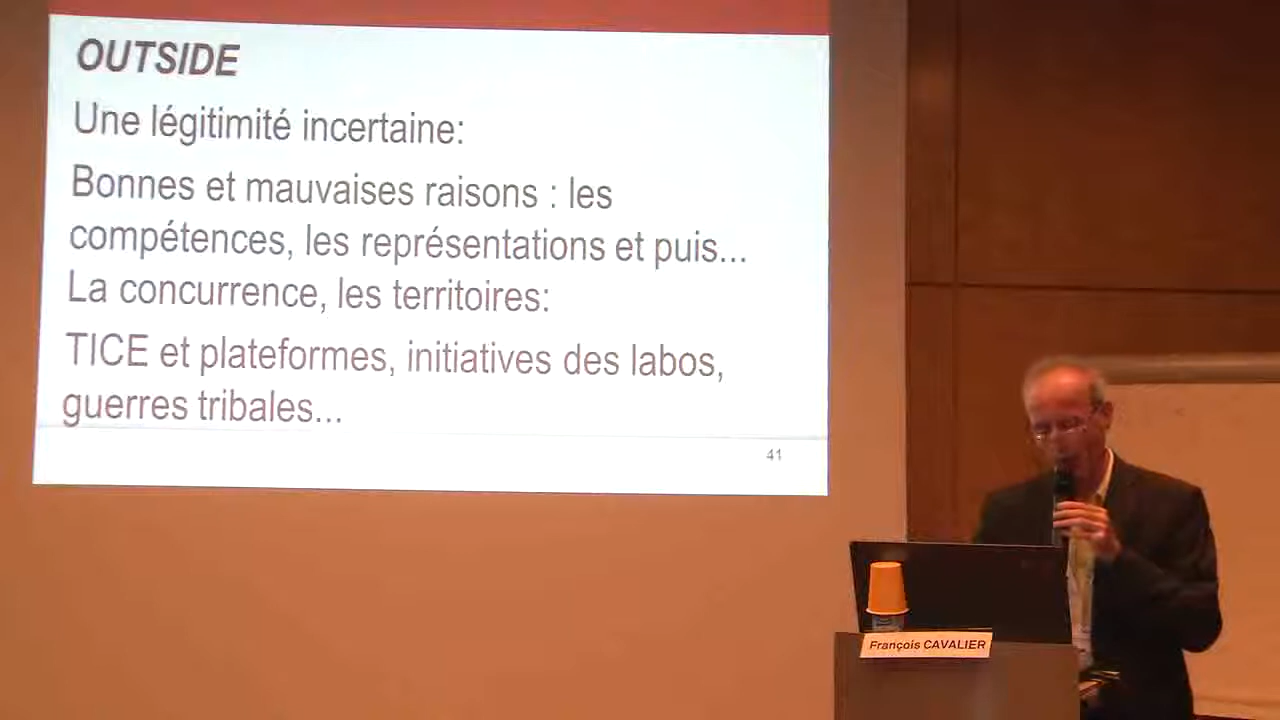 OUTSIDE
Une légitimité incertaine:
Bonnes et mauvaises raisons : les
compétences, les représentations et puis...
La concurrence, les territoires:
TICE et plateformes, initiatives des labos,
guerres tribales...
41
François CAVALIER